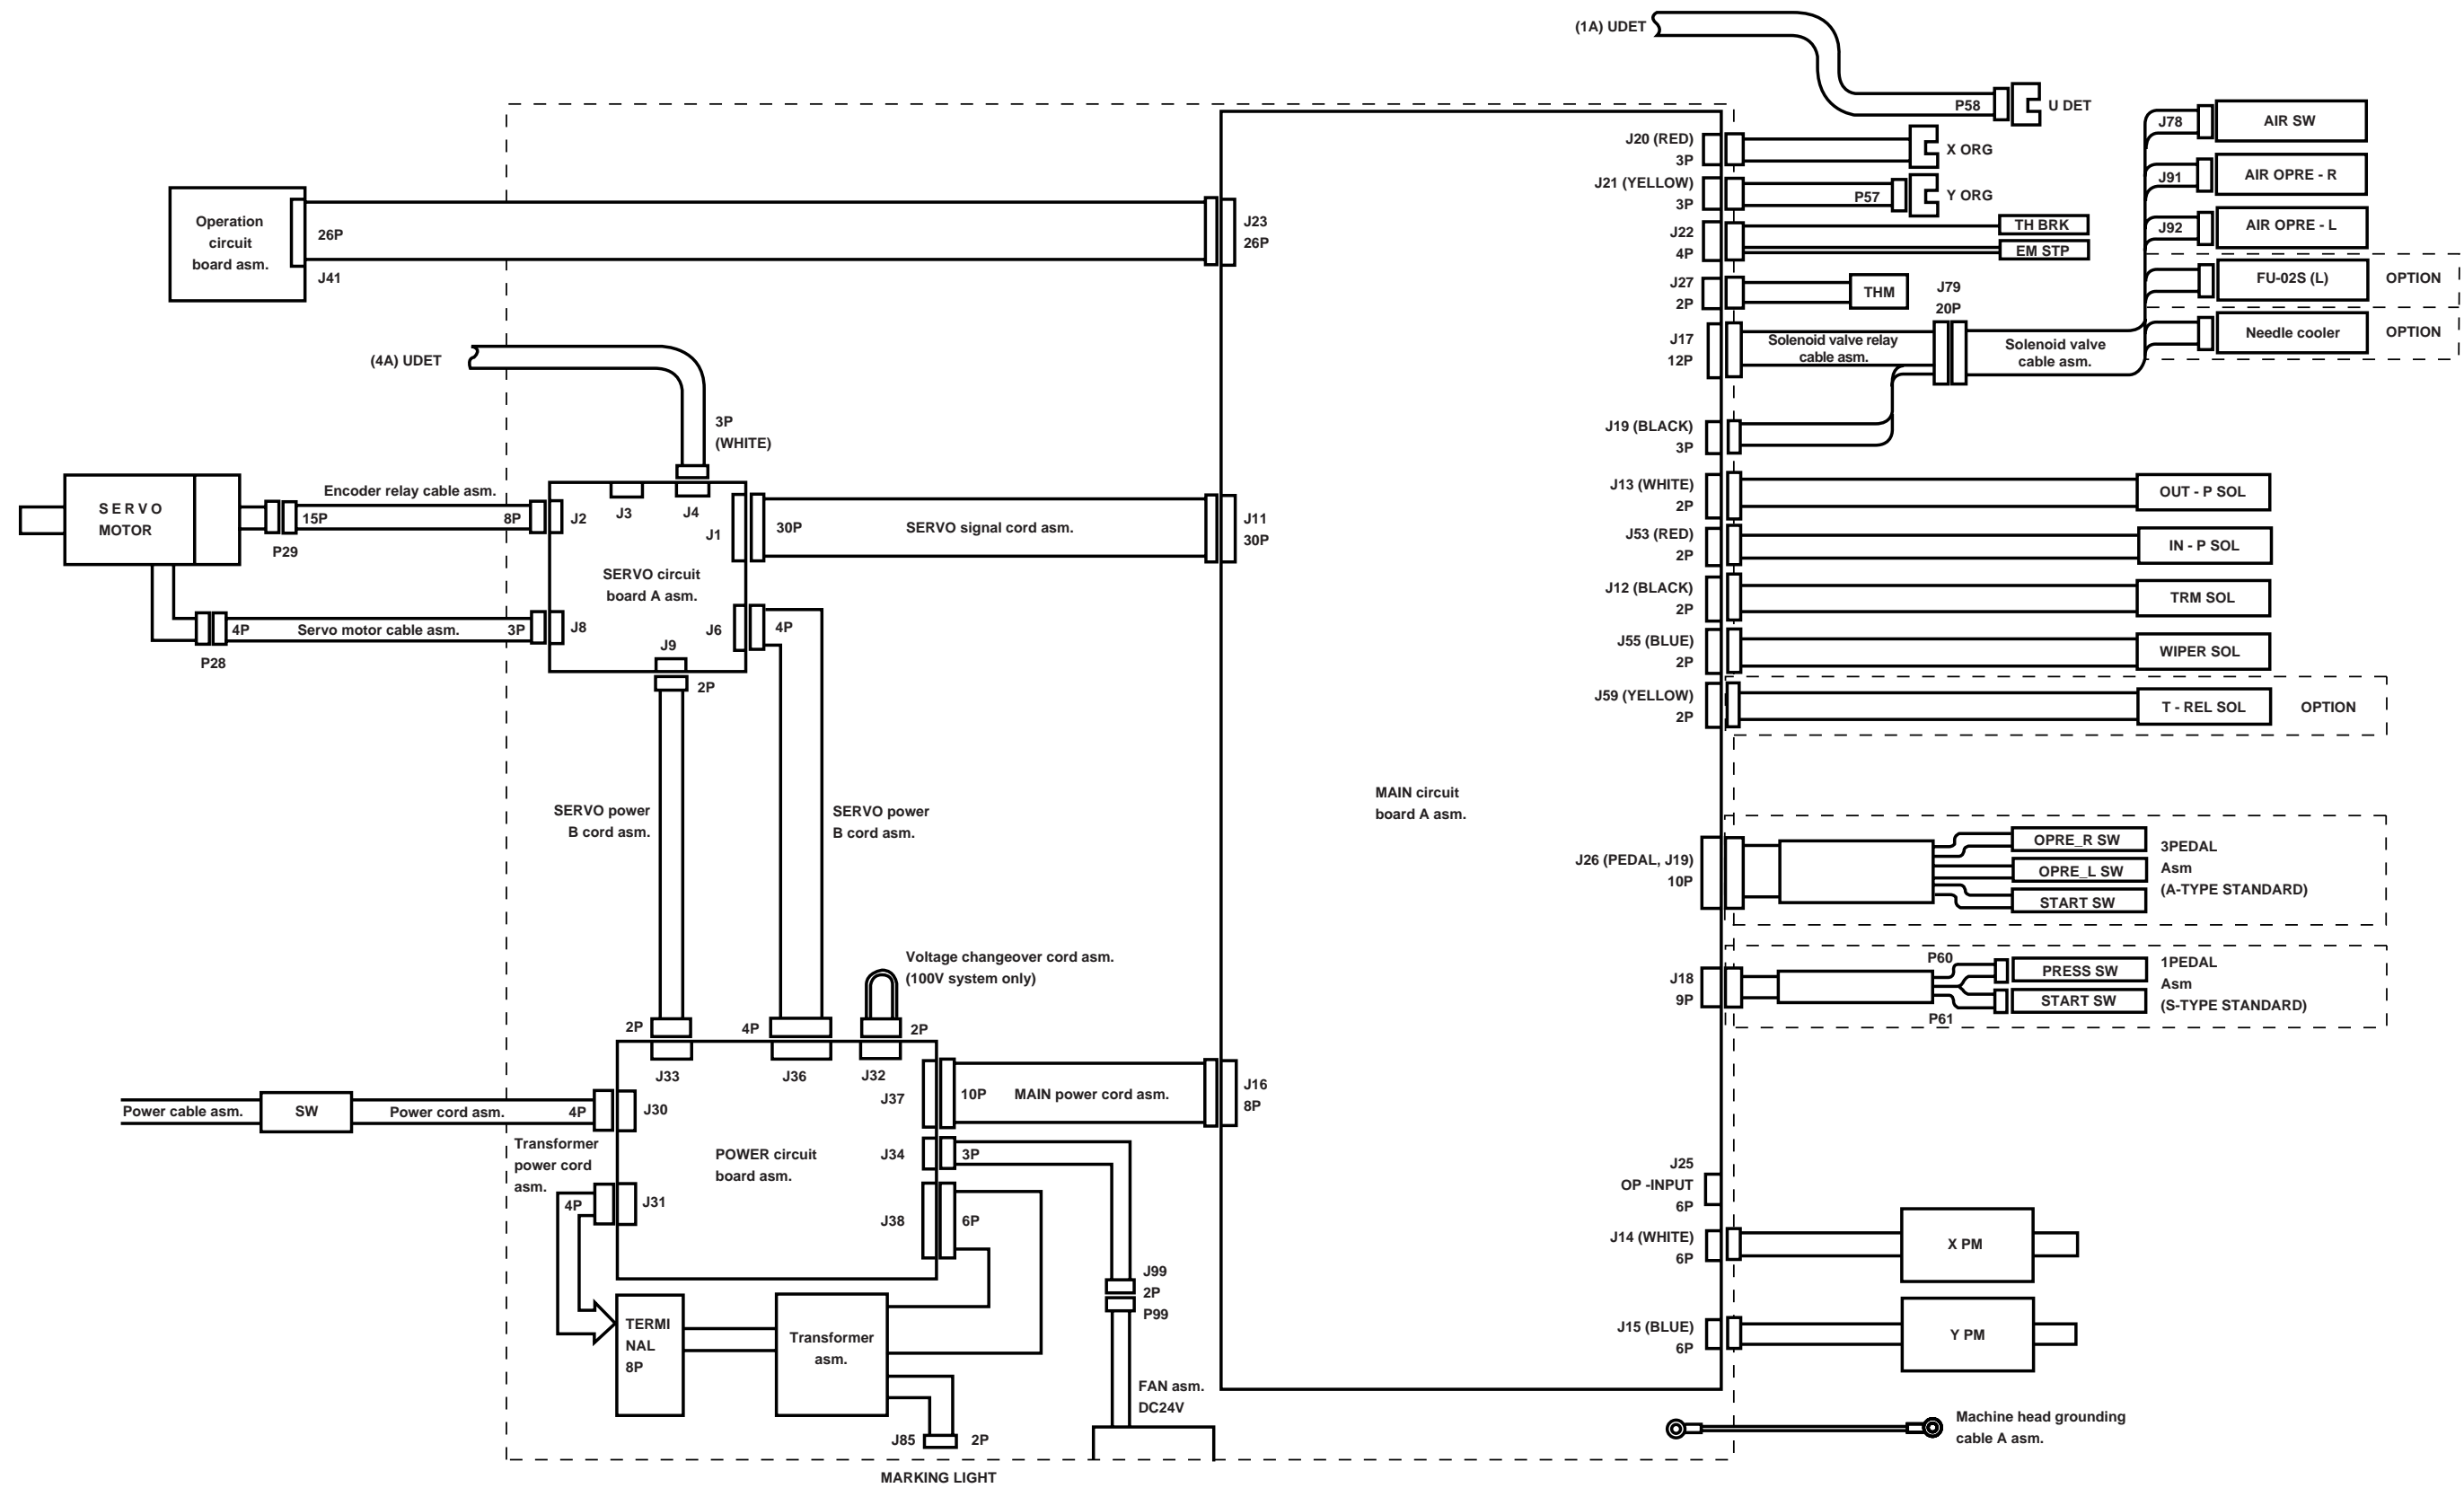 (1A) UDET
P58
U DET
J78
AIR SW
J20 (RED)
3P
X ORG
J91
AIR OPRE - R
J21 (YELLOW)
3P
P57
Y ORG
J92
AIR OPRE - L
J22
4P
TH BRK
EM STP
FU-02S (L)
OPTION
J27
2P
THM
J79
20P
Needle cooler
OPTION
J17
12P
Solenoid valve relay
cable asm.
Solenoid valve
cable asm.
J19 (BLACK)
3P
J13 (WHITE)
2P
OUT - P SOL
J53 (RED)
2P
IN - P SOL
J12 (BLACK)
2P
TRM SOL
J55 (BLUE)
2P
WIPER SOL
J59 (YELLOW)
2P
T - REL SOL
OPTION
Operation
circuit
board asm.
26P
J41
J23
26P
(4A) UDET
3P
(WHITE)
SERVO
MOTOR
Encoder relay cable asm.
15P
8P
P29
J2
J3
J4
J1
30P
SERVO signal cord asm.
J11
30P
SERVO circuit
board A asm.
4P
Servo motor cable asm.
3P
P28
J8
J6
4P
J9
2P
SERVO power
B cord asm.
SERVO power
B cord asm.
MAIN circuit
board A asm.
J26 (PEDAL, J19)
10P
OPRE_R SW
OPRE_L SW
START SW
3PEDAL
Asm
(A-TYPE STANDARD)
J18
9P
P60
PRESS SW
START SW
P61
1PEDAL
Asm
(S-TYPE STANDARD)
Voltage changeover cord asm.
(100V system only)
2P
4P
2P
J33
J36
J32
J37
10P
MAIN power cord asm.
J16
8P
Power cable asm.
SW
Power cord asm.
4P
J30
Transformer
power cord
asm.
4P
J31
POWER circuit
board asm.
J34
3P
J38
6P
J99
2P
P99
TERMI
NAL
8P
Transformer
asm.
J85
2P
MARKING LIGHT
FAN asm.
DC24V
J25
OP -INPUT
6P
J14 (WHITE)
6P
X PM
J15 (BLUE)
6P
Y PM
Machine head grounding
cable A asm.